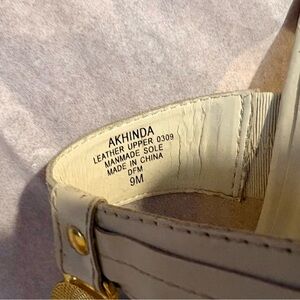 AKHINDA
LEATHER UPPER 0309
MANMADE SOLE
MADE IN CHINA
DFM
9M